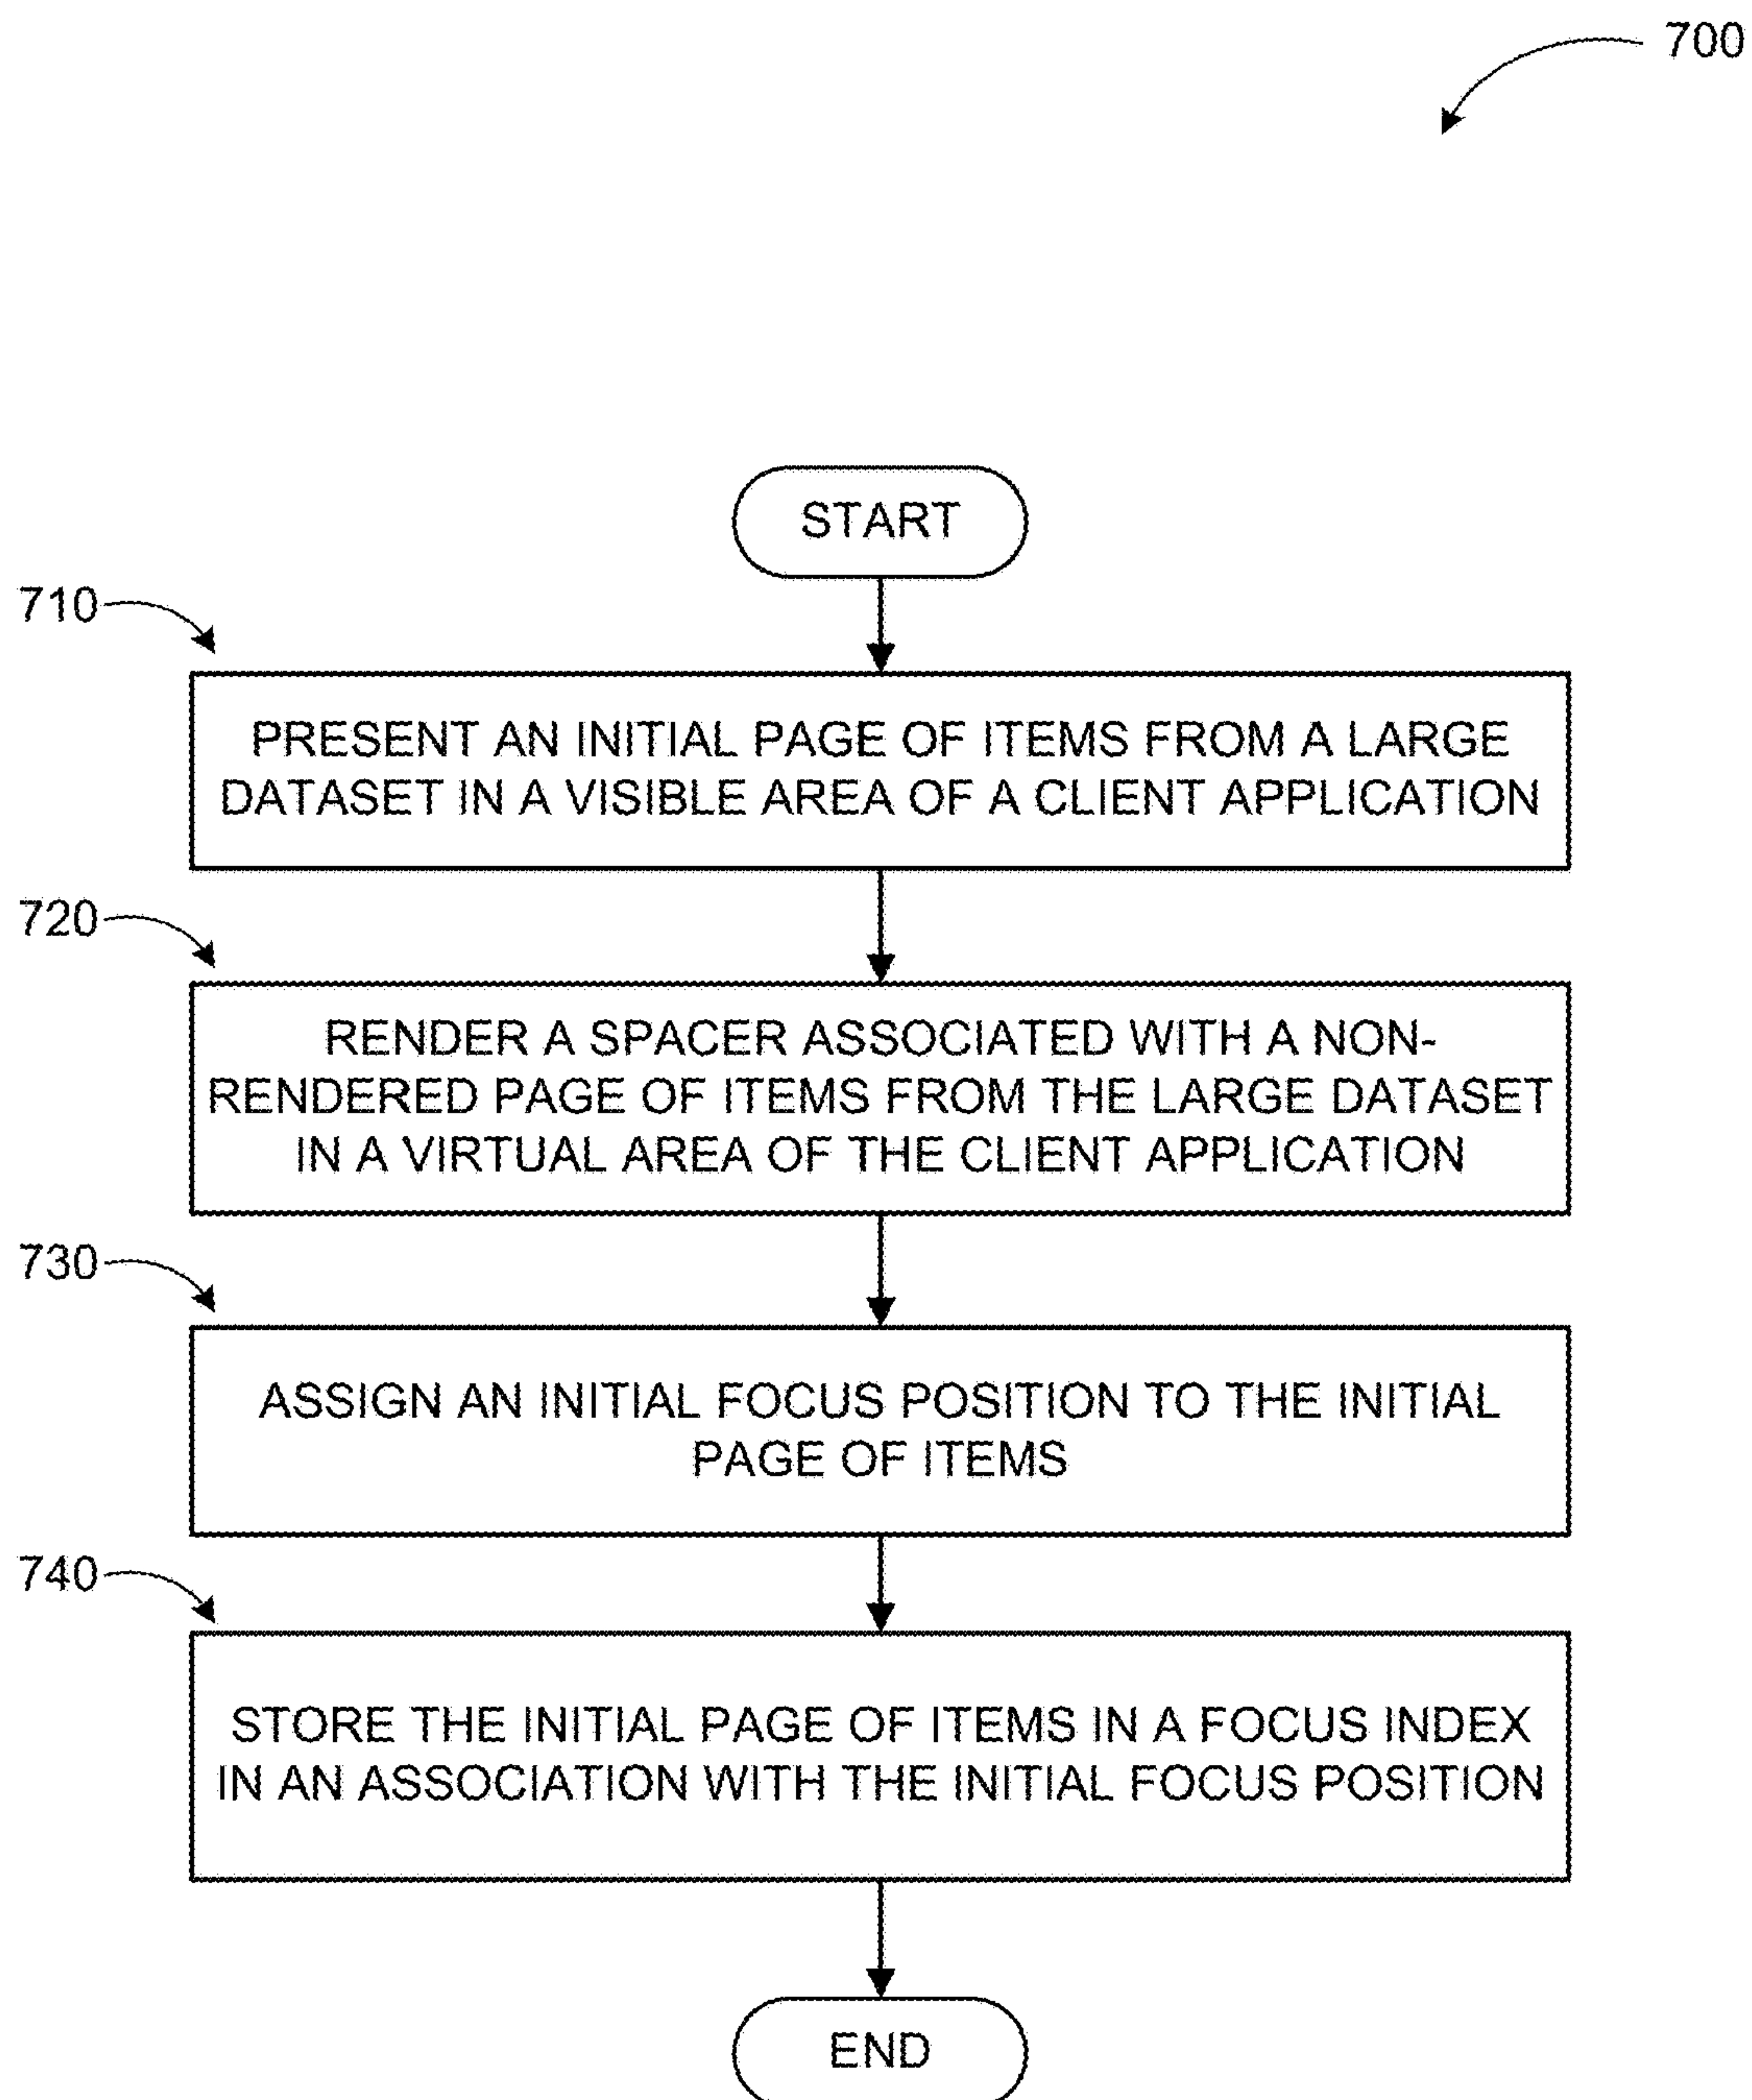 700
START
710
PRESENT AN INITIAL PAGE OF ITEMS FROM A LARGE
DATASET IN A VISIBLE AREA OF A CLIENT APPLICATION
720
RENDER A SPACER ASSOCIATED WITH A NON-
RENDERED PAGE OF ITEMS FROM THE LARGE DATASET
IN A VIRTUAL AREA OF THE CLIENT APPLICATION
730
ASSIGN AN INITIAL FOCUS POSITION TO THE INITIAL
PAGE OF ITEMS
740
STORE THE INITIAL PAGE OF ITEMS IN A FOCUS INDEX
IN AN ASSOCIATION WITH THE INITIAL FOCUS POSITION
END